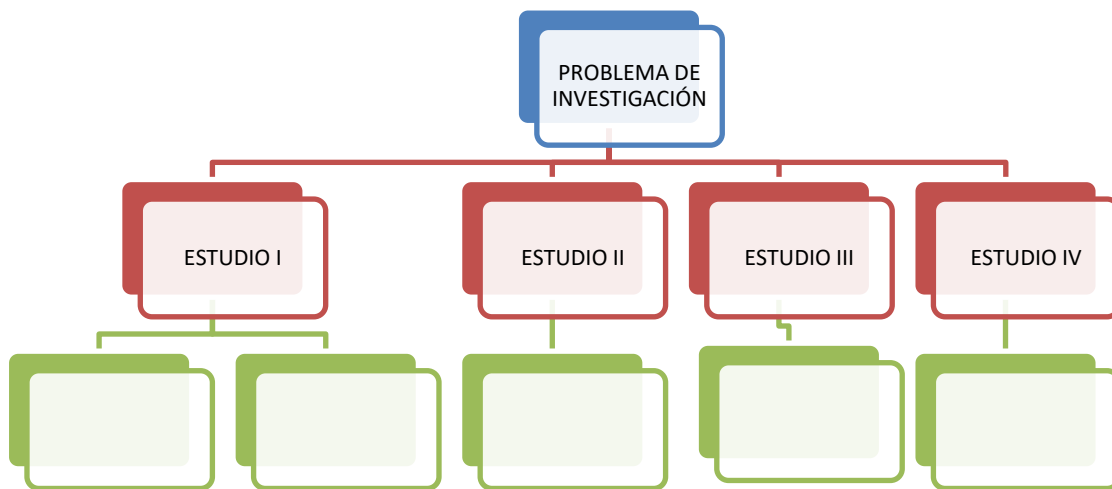 PROBLEMA DE
INVESTIGACIÓN
ESTUDIO I
ESTUDIO II
ESTUDIO III
ESTUDIO IV